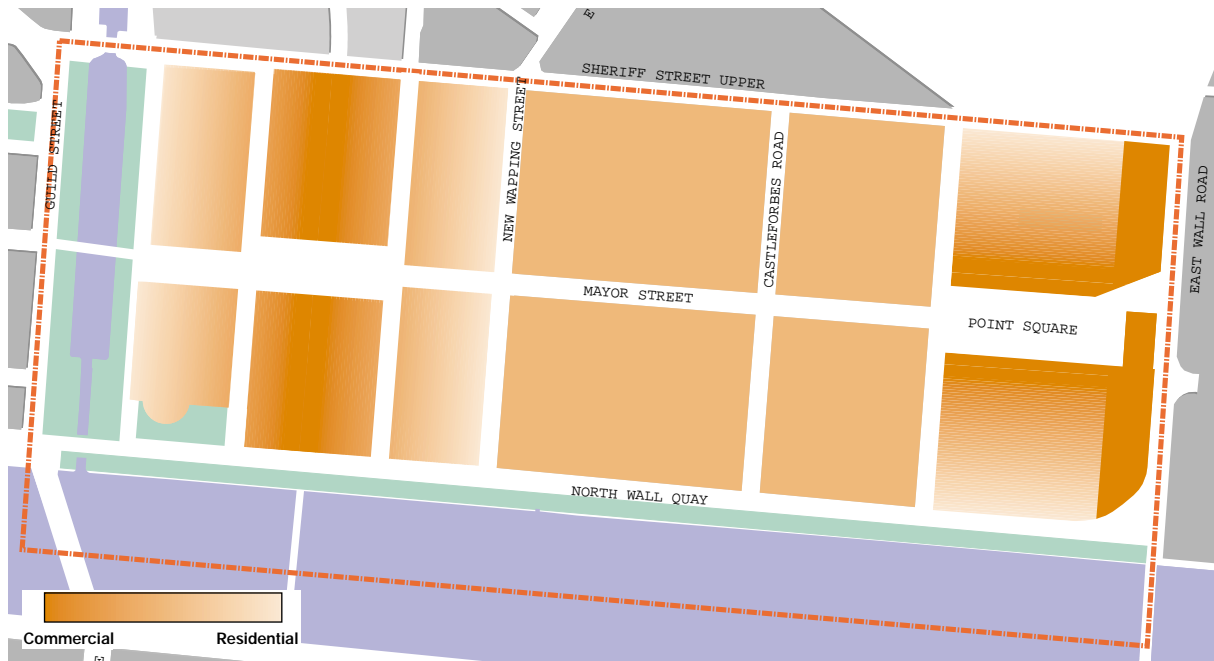 E
SHERIFF STREET UPPER
GUILD STREET
NEW WAPPING STREET
CASTLEFORBES ROAD
EAST WALL ROAD
MAYOR STREET
POINT SQUARE
NORTH WALL QUAY
Commercial Residential
E